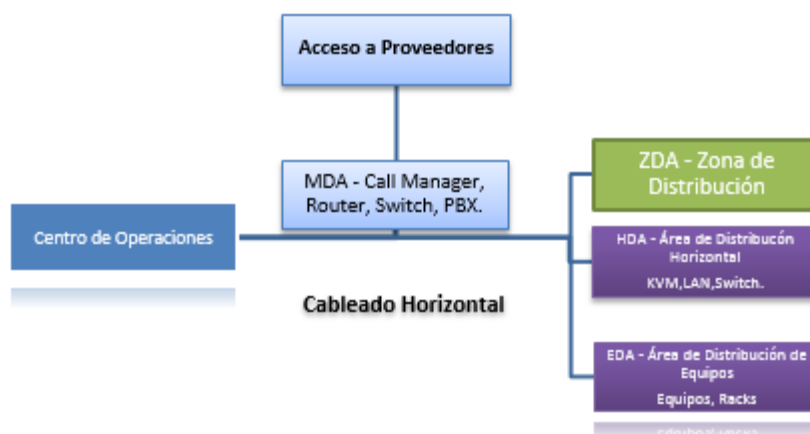 Acceso a Proveedores
MDA - Call Manager,
Router, Switch, PBX.
Centro de Operaciones
Cableado Horizontal
ZDA - Zona de
Distribución
HDA - Área de Distribucón
Horizontal
KVM,LAN,Switch.
EDA - Área de Distribución de
Equipos
Equipos, Racks